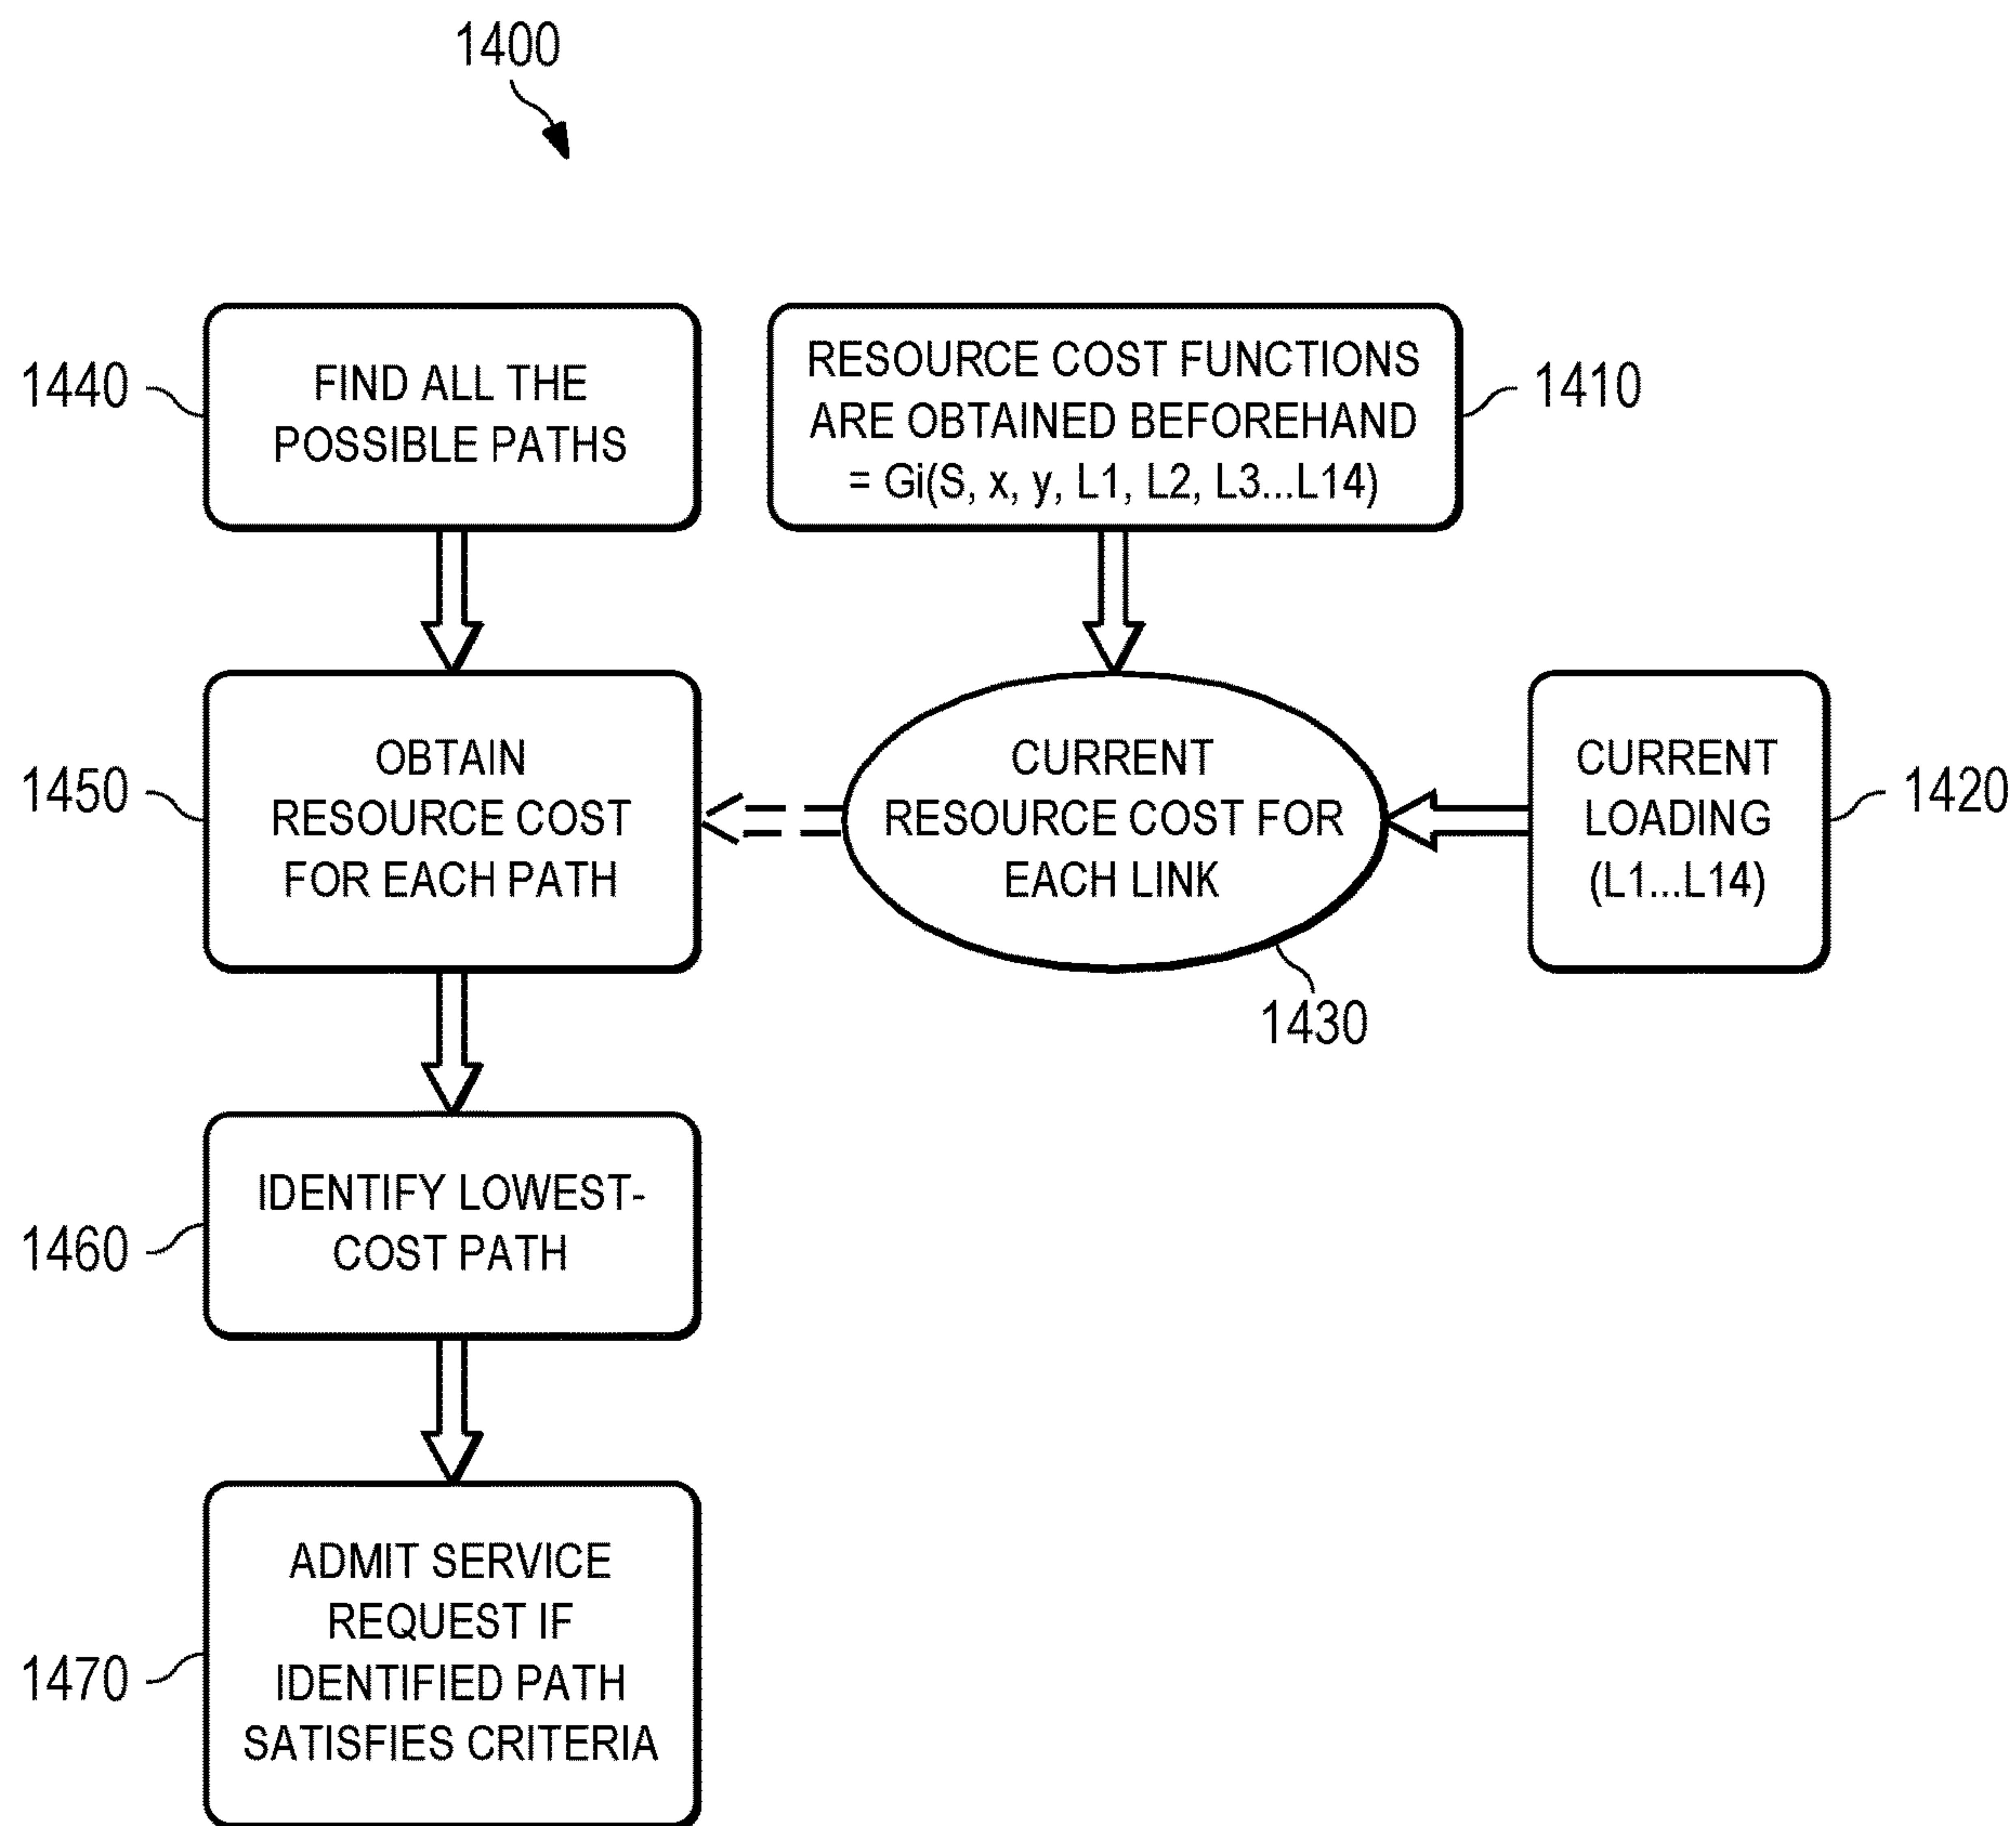 1400
1440
FIND ALL THE
POSSIBLE PATHS
RESOURCE COST FUNCTIONS
ARE OBTAINED BEFOREHAND
= Gi(S, x, y, L1, L2, L3...L14)
1410
1450
OBTAIN
RESOURCE COST
FOR EACH PATH
CURRENT
RESOURCE COST FOR
EACH LINK
1430
CURRENT
LOADING
(L1...L14)
1420
1460
IDENTIFY LOWEST-
COST PATH
1470
ADMIT SERVICE
REQUEST IF
IDENTIFIED PATH
SATISFIES CRITERIA